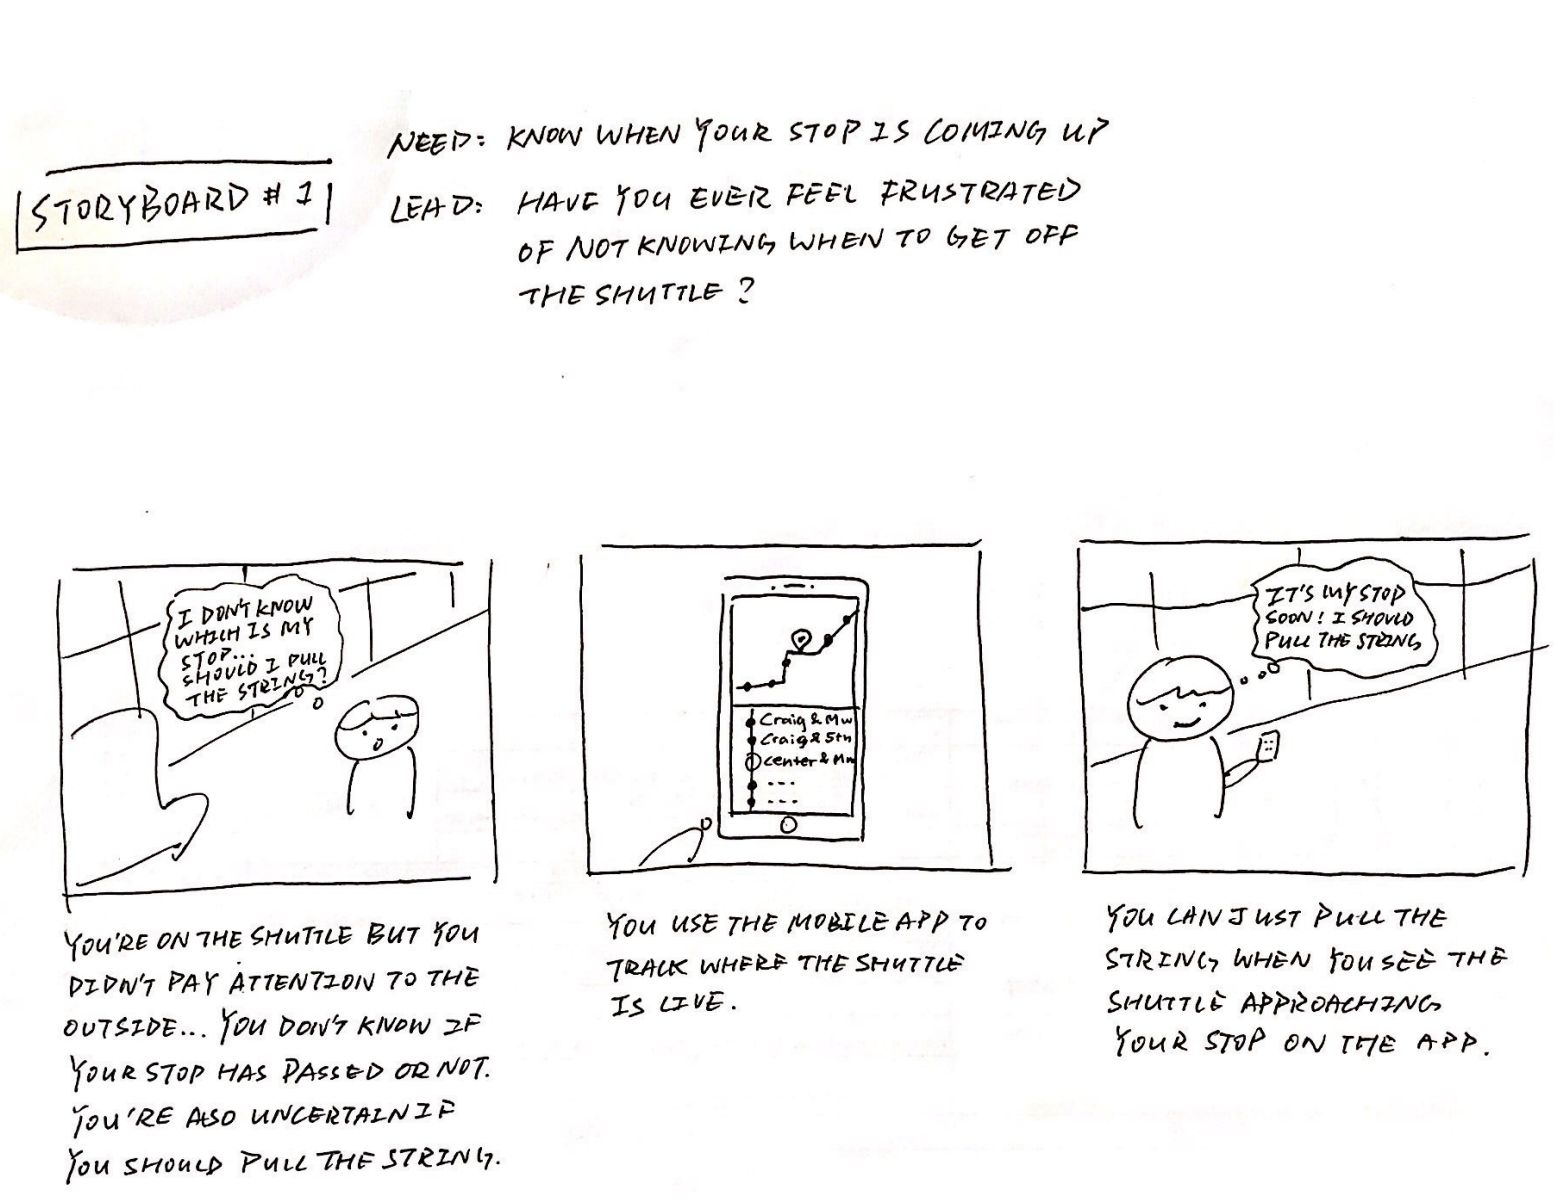 STORYBOARD # 1
NEED: KNOW WHEN YOUR STOP IS COMING UP
LEAD: HAVE YOU EVER FEEL FRUSTRATED
OF NOT KNOWING WHEN TO GET OFF
THE SHUTTLE?
I DON'T KNOW
WHICH IS MY
STOP...
SHOULD I PULL
THE STRING?
YOU'RE ON THE SHUTTLE BUT YOU
DIDN'T PAY ATTENTION TO THE
OUTSIDE... YOU DON'T KNOW IF
YOUR STOP HAS PASSED OR NOT.
YOU'RE ALSO UNCERTAIN IF
YOU SHOULD PULL THE STRING.
Craig & Mw
Craig & 5th
Center & Mn
YOU USE THE MOBILE APP TO
TRACK WHERE THE SHUTTLE
IS LIVE.
IT'S MY STOP
SOON! I SHOULD
PULL THE STRING
YOU CAN JUST PULL THE
STRING WHEN YOU SEE THE
SHUTTLE APPROACHING
YOUR STOP ON THE APP.